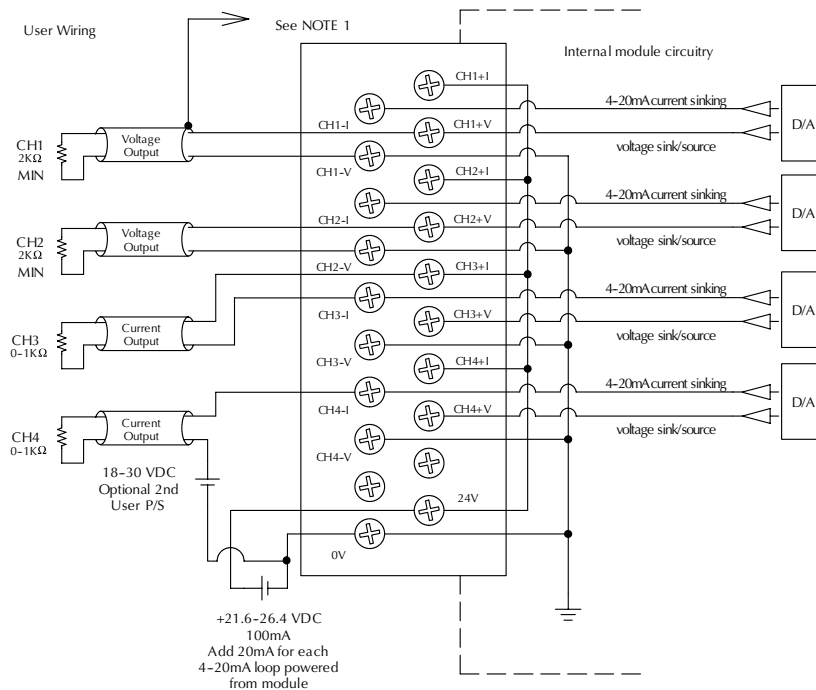 User Wiring
See NOTE 1
Internal module circuitry
CH1+I
4-20mA current sinking
CH1-I
CH1+V
D/A
Voltage
Output
CH1
2KΩ
MIN
voltage sink/source
CH1-V
CH2+I
4-20mA current sinking
CH2-I
CH2+V
D/A
Voltage
Output
CH2
2KΩ
MIN
voltage sink/source
CH2-V
CH3+I
4-20mA current sinking
CH3-I
CH3+V
D/A
Current
Output
CH3
0-1KΩ
voltage sink/source
CH3-V
CH4+I
4-20mA current sinking
CH4-I
CH4+V
D/A
Current
Output
CH4
0-1KΩ
voltage sink/source
CH4-V
18-30 VDC
Optional 2nd
User P/S
24V
0V
+21.6-26.4 VDC
100mA
Add 20mA for each
4-20mA loop powered
from module